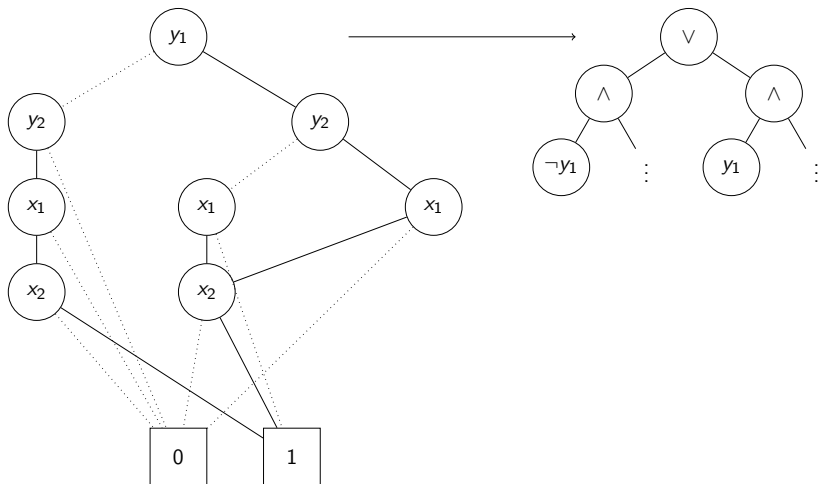 y₁
∨
∧
∧
y₂
y₂
¬y₁
⋮
y₁
⋮
x₁
x₁
x₁
x₂
x₂
0
1